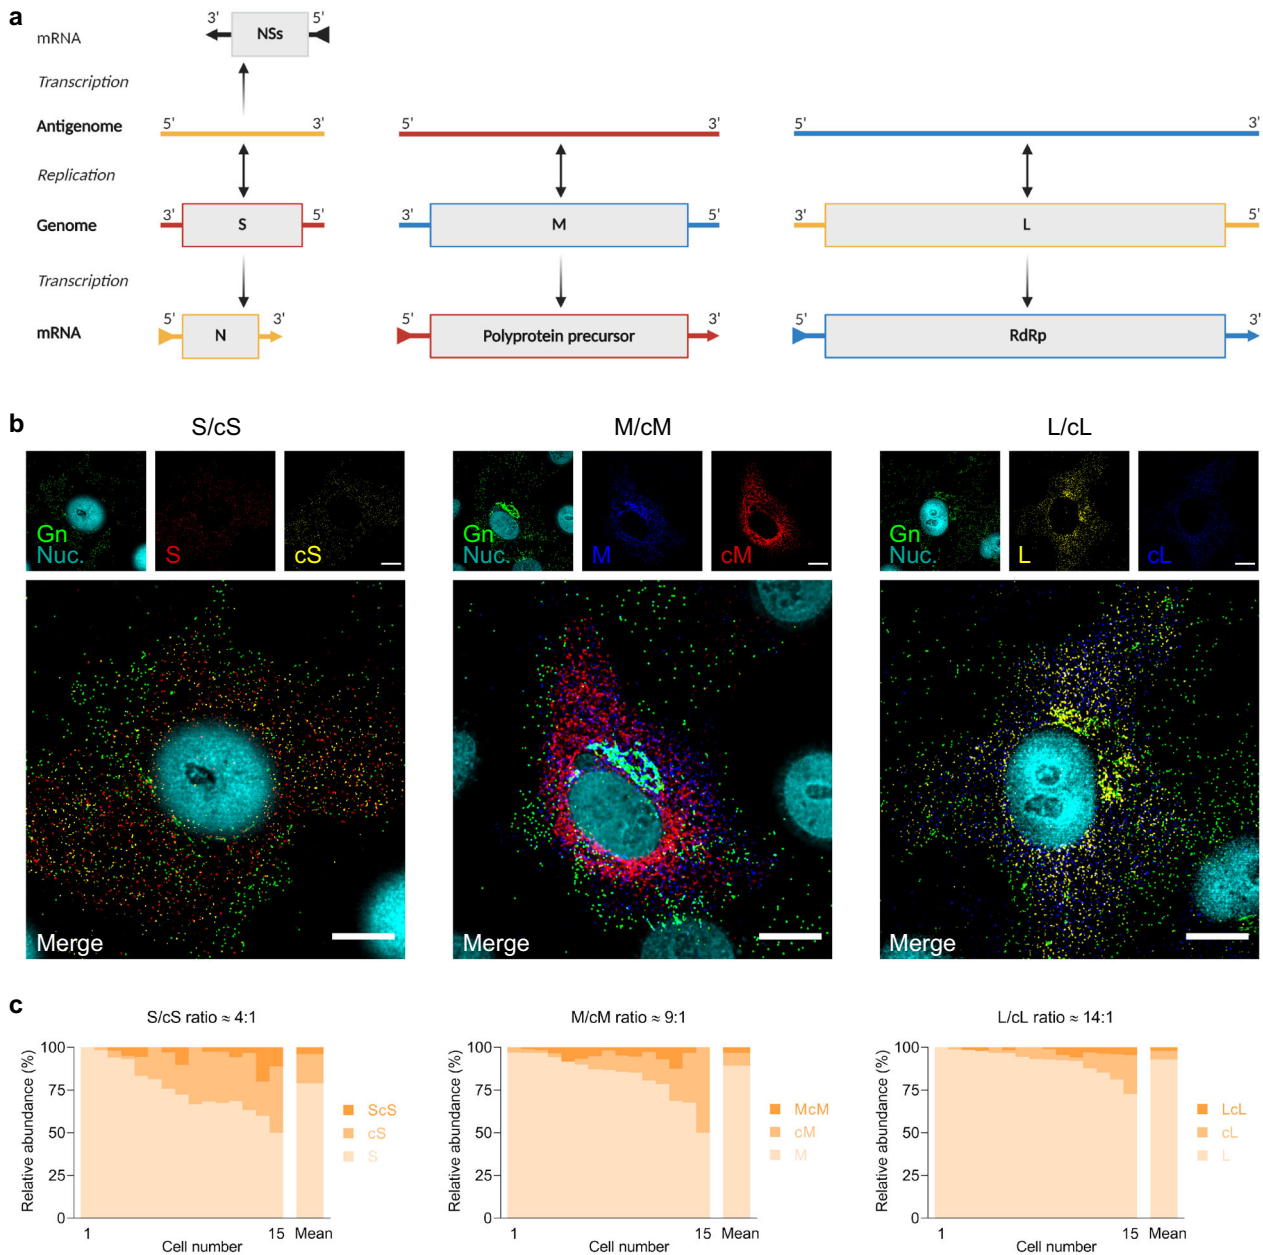 a
3' 5'
mRNA NSs
Transcription
Antigenome 5' 3' 5' 3' 5' 3'
Replication
Genome 3' S 5' 3' M 5' 3' L 5'
Transcription
mRNA 5' N 3' 5' Polyprotein precursor 3' 5' RdRp 3'
b
S/cS M/cM L/cL
Gn Gn Gn
Nuc. S cS Nuc. M cM Nuc. L cL
Merge Merge Merge
c
S/cS ratio ≈ 4:1
Relative abundance (%)
100
75
50
25
0
ScS
cS
S
1 15 Mean
Cell number
M/cM ratio ≈ 9:1
Relative abundance (%)
100
75
50
25
0
McM
cM
M
1 15 Mean
Cell number
L/cL ratio ≈ 14:1
Relative abundance (%)
100
75
50
25
0
LcL
cL
L
1 15 Mean
Cell number